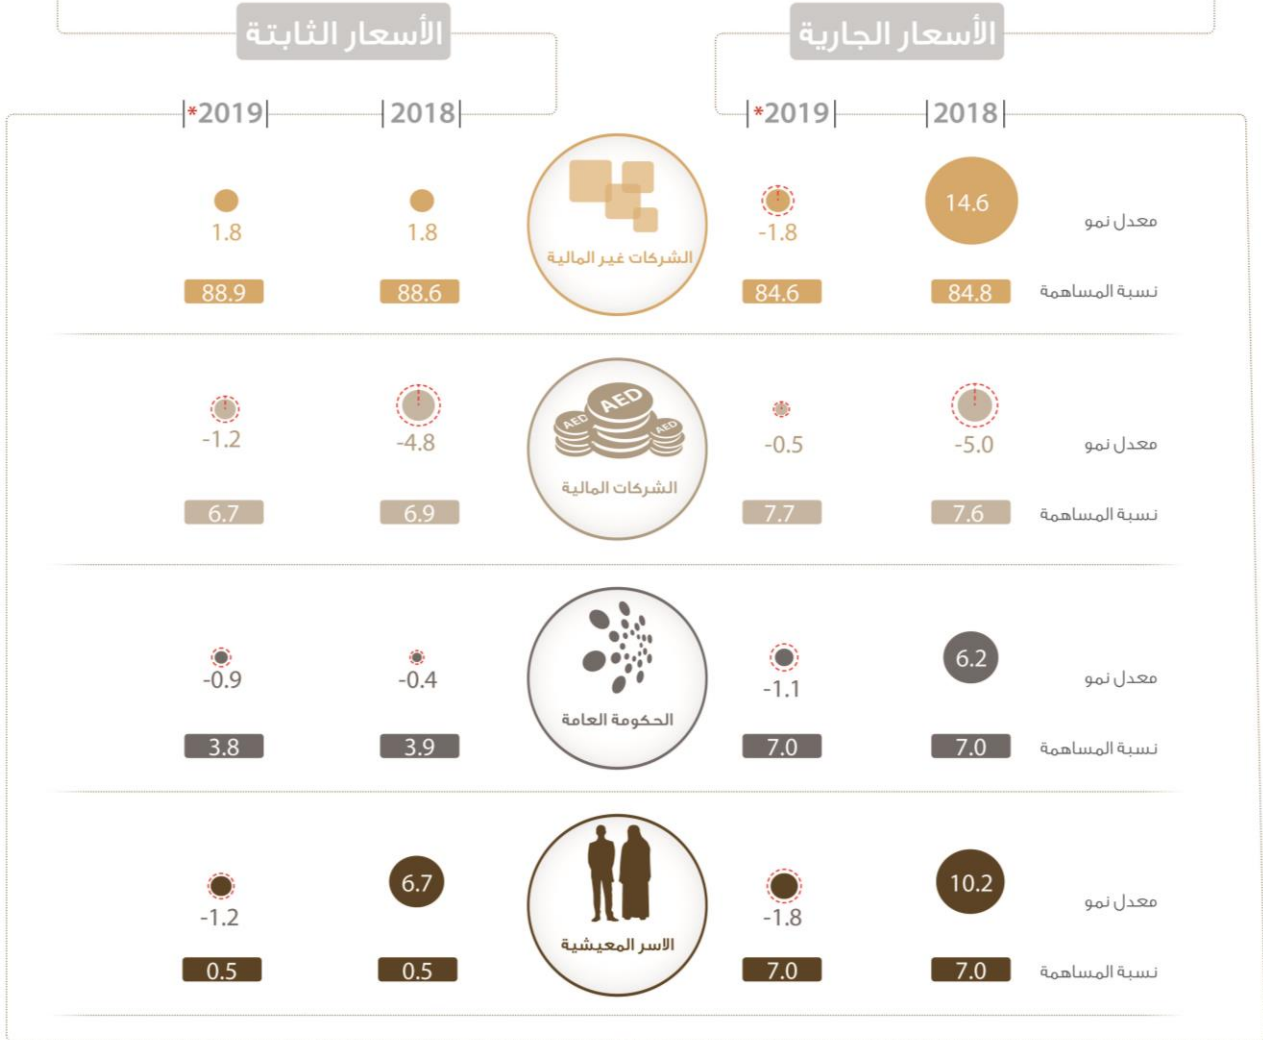 الأسعار الجارية الأسعار الثابتة
|2018| |*2019| |2018| |*2019|
معدل نمو 14.6 -1.8 1.8 1.8
الشركات غير المالية
نسبة المساهمة 84.8 84.6 88.6 88.9
AED AED AED
معدل نمو -5.0 -0.5 -4.8 -1.2
الشركات المالية
نسبة المساهمة 7.6 7.7 6.9 6.7
معدل نمو 6.2 -1.1 -0.4 -0.9
الحكومة العامة
نسبة المساهمة 7.0 7.0 3.9 3.8
معدل نمو 10.2 -1.8 6.7 -1.2
الاسر المعيشية
نسبة المساهمة 7.0 7.0 0.5 0.5